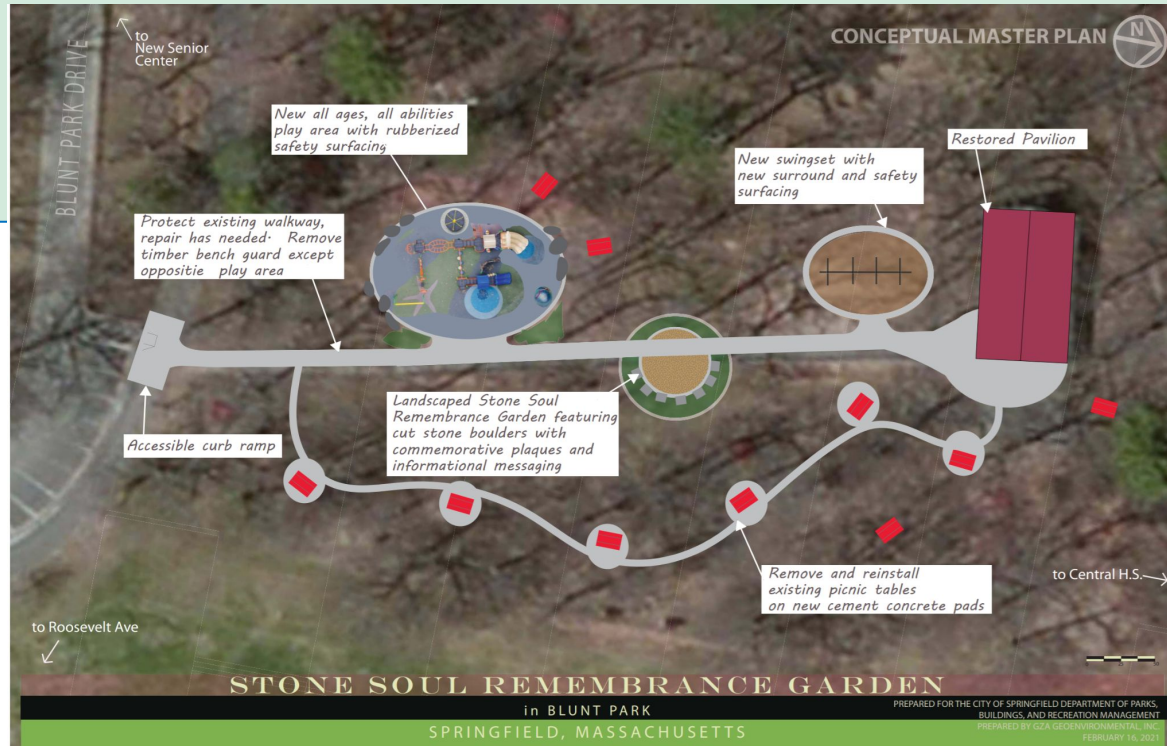 to
New Senior
Center
CONCEPTUAL MASTER PLAN
N
BLUNT PARK DRIVE
New all ages, all abilities
play area with rubberized
safety surfacing
New swingset with
new surround and safety
surfacing
Restored Pavilion
Protect existing walkway,
repair has needed. Remove
timber bench guard except
oppositie play area
Landscaped Stone Soul
Remembrance Garden featuring
cut stone boulders with
commemorative plaques and
informational messaging
Accessible curb ramp
Remove and reinstall
existing picnic tables
on new cement concrete pads
to Central H.S.
to Roosevelt Ave
STONE SOUL REMEMBRANCE GARDEN
in BLUNT PARK
SPRINGFIELD, MASSACHUSETTS
PREPARED FOR THE CITY OF SPRINGFIELD DEPARTMENT OF PARKS,
BUILDINGS, AND RECREATION MANAGEMENT
PREPARED BY GZA GEOENVIRONMENTAL, INC.
FEBRUARY 16, 2021